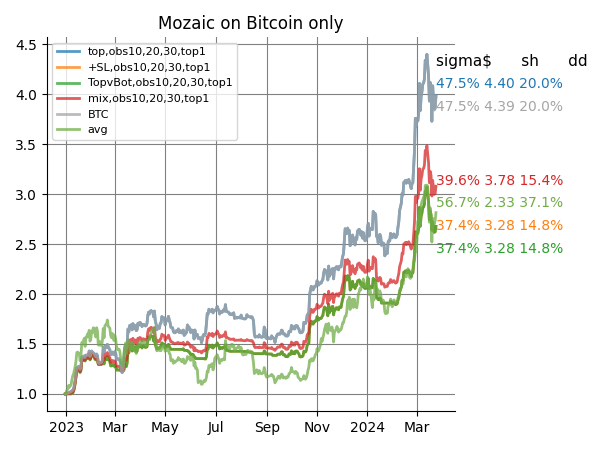 Mozaic on Bitcoin only
4.5
4.0
3.5
3.0
2.5
2.0
1.5
1.0
top,obs10,20,30,top1
+SL,obs10,20,30,top1
TopvBot,obs10,20,30,top1
mix,obs10,20,30,top1
BTC
avg
sigma$ sh dd
47.5% 4.40 20.0%
47.5% 4.39 20.0%
39.6% 3.78 15.4%
56.7% 2.33 37.1%
37.4% 3.28 14.8%
37.4% 3.28 14.8%
2023 Mar May Jul Sep Nov 2024 Mar